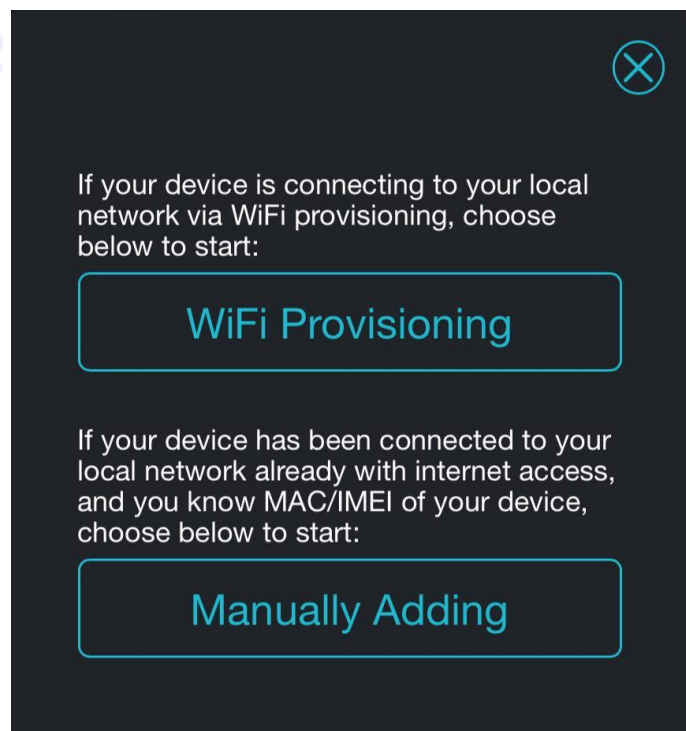 If your device is connecting to your local
network via WiFi provisioning, choose
below to start:
WiFi Provisioning
If your device has been connected to your
local network already with internet access,
and you know MAC/IMEI of your device,
choose below to start:
Manually Adding